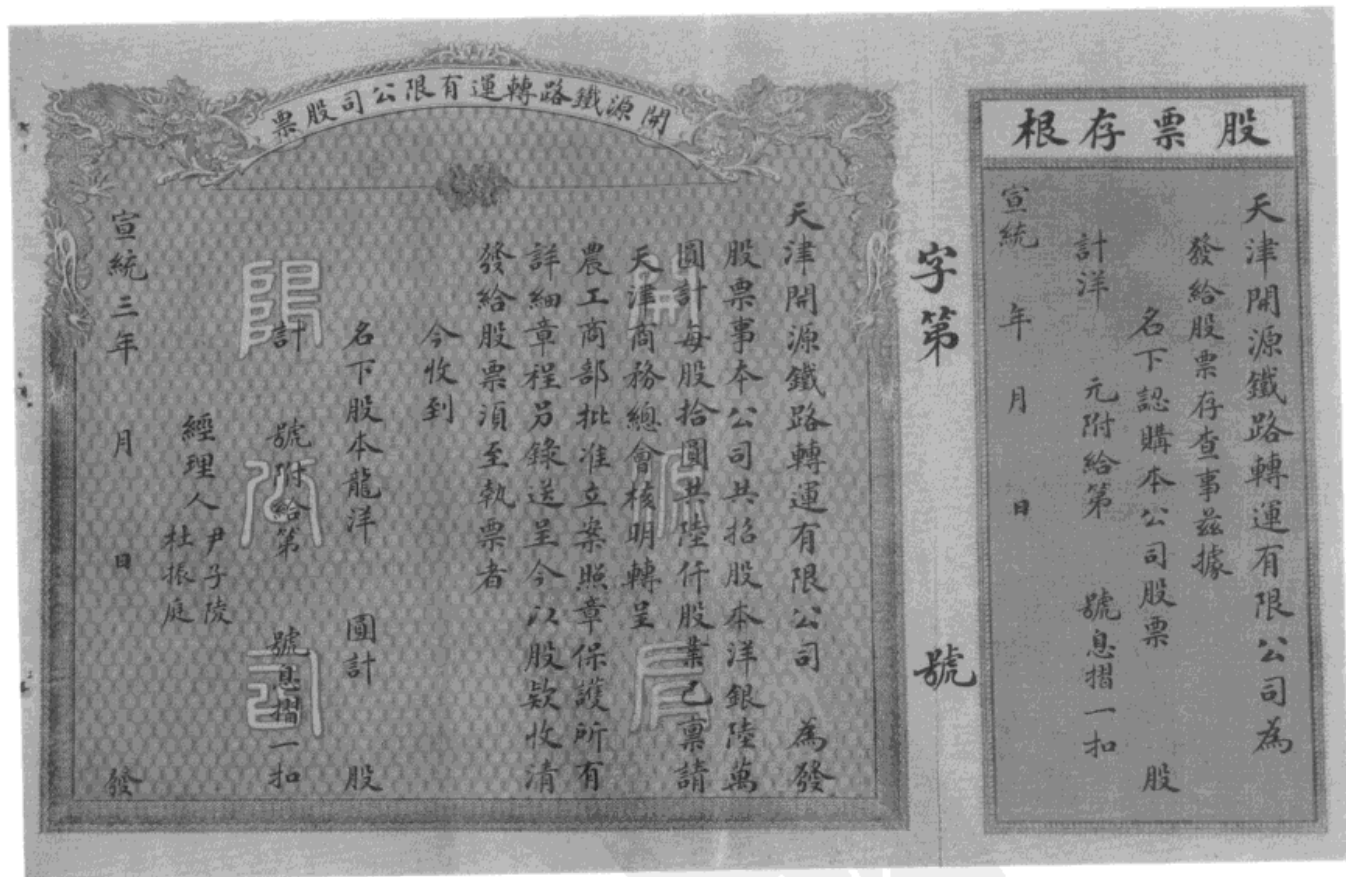 股票存根
天津開源鐵路轉運有限公司為
發給股票存查事茲據
名下認購本公司股票 股
計洋 元附給第 號息摺一扣
宣統 年 月 日
字第 號
開源鐵路轉運有限公司股票
天津開源鐵路轉運有限公司 為發
股票事本公司共招股本洋銀陸萬
圓計每股拾圓共陸仟股業已禀請
天津商務總會核明轉呈
農工商部批准立案照章保護所有
詳細章程另錄送呈今以股款收清
發給股票須至執票者
今收到
名下股本龍洋 圓計 股
計 號附給第 號息摺一扣
經理人 尹子陵
杜振庭
宣統三年 月 日 發
開源有
限公司